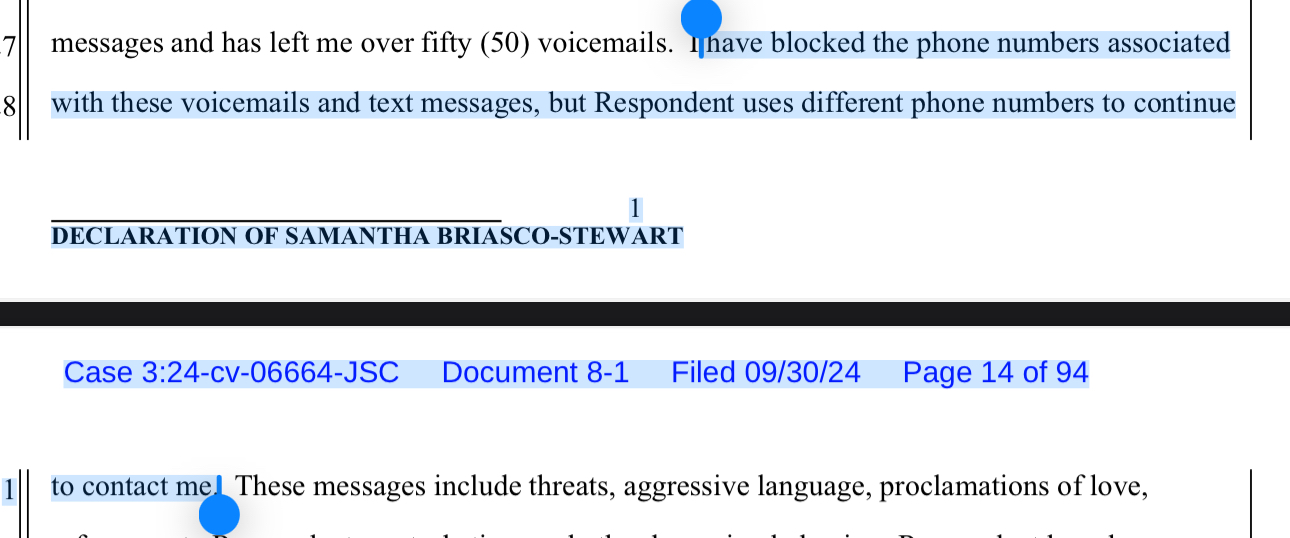 7 messages and has left me over fifty (50) voicemails. I have blocked the phone numbers associated
8 with these voicemails and text messages, but Respondent uses different phone numbers to continue
1
DECLARATION OF SAMANTHA BRIASCO-STEWART
Case 3:24-cv-06664-JSC Document 8-1 Filed 09/30/24 Page 14 of 94
1 to contact me. These messages include threats, aggressive language, proclamations of love,